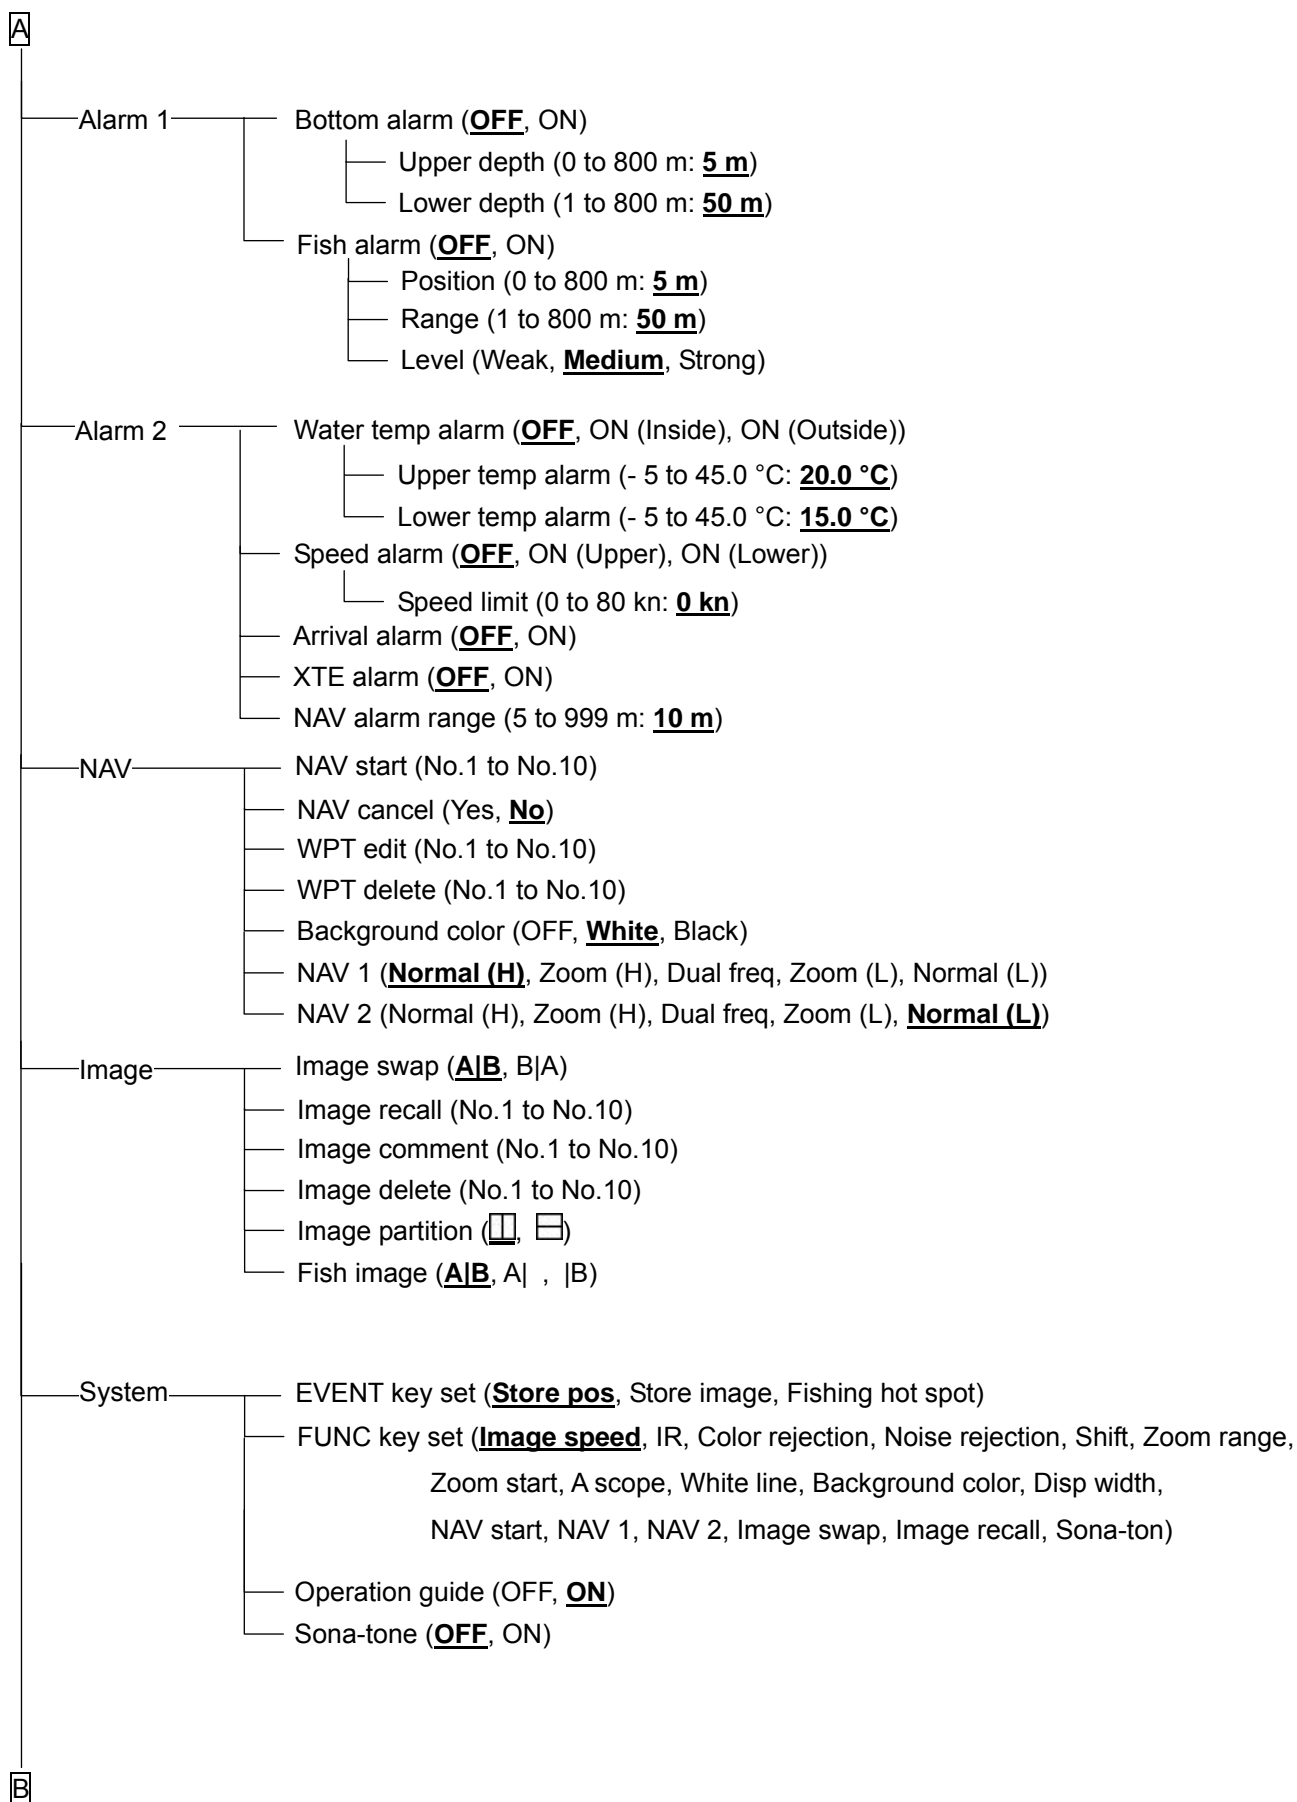 A
Alarm 1
Bottom alarm (OFF, ON)
Upper depth (0 to 800 m: 5 m)
Lower depth (1 to 800 m: 50 m)
Fish alarm (OFF, ON)
Position (0 to 800 m: 5 m)
Range (1 to 800 m: 50 m)
Level (Weak, Medium, Strong)
Alarm 2
Water temp alarm (OFF, ON (Inside), ON (Outside))
Upper temp alarm (- 5 to 45.0 °C: 20.0 °C)
Lower temp alarm (- 5 to 45.0 °C: 15.0 °C)
Speed alarm (OFF, ON (Upper), ON (Lower))
Speed limit (0 to 80 kn: 0 kn)
Arrival alarm (OFF, ON)
XTE alarm (OFF, ON)
NAV alarm range (5 to 999 m: 10 m)
NAV
NAV start (No.1 to No.10)
NAV cancel (Yes, No)
WPT edit (No.1 to No.10)
WPT delete (No.1 to No.10)
Background color (OFF, White, Black)
NAV 1 (Normal (H), Zoom (H), Dual freq, Zoom (L), Normal (L))
NAV 2 (Normal (H), Zoom (H), Dual freq, Zoom (L), Normal (L))
Image
Image swap (A|B, B|A)
Image recall (No.1 to No.10)
Image comment (No.1 to No.10)
Image delete (No.1 to No.10)
Image partition ( , )
Fish image (A|B, A| , |B)
System
EVENT key set (Store pos, Store image, Fishing hot spot)
FUNC key set (Image speed, IR, Color rejection, Noise rejection, Shift, Zoom range,
Zoom start, A scope, White line, Background color, Disp width,
NAV start, NAV 1, NAV 2, Image swap, Image recall, Sona-ton)
Operation guide (OFF, ON)
Sona-tone (OFF, ON)
B